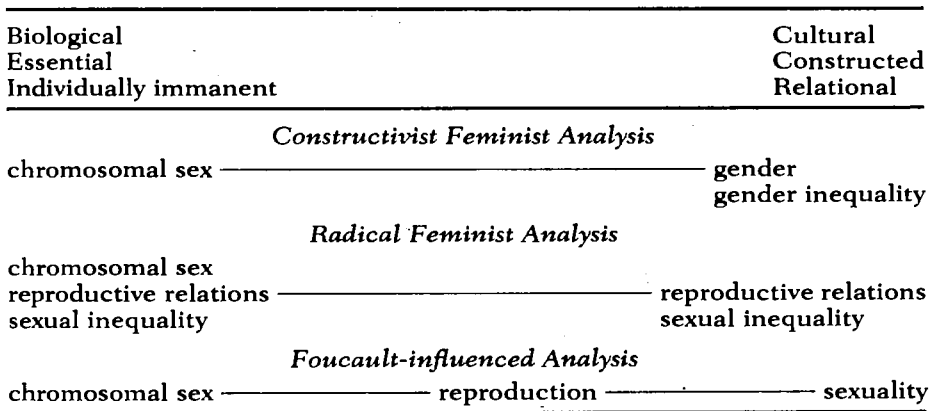 Biological Cultural
Essential Constructed
Individually immanent Relational
Constructivist Feminist Analysis
chromosomal sex gender
gender inequality
Radical Feminist Analysis
chromosomal sex
reproductive relations reproductive relations
sexual inequality sexual inequality
Foucault-influenced Analysis
chromosomal sex reproduction sexuality